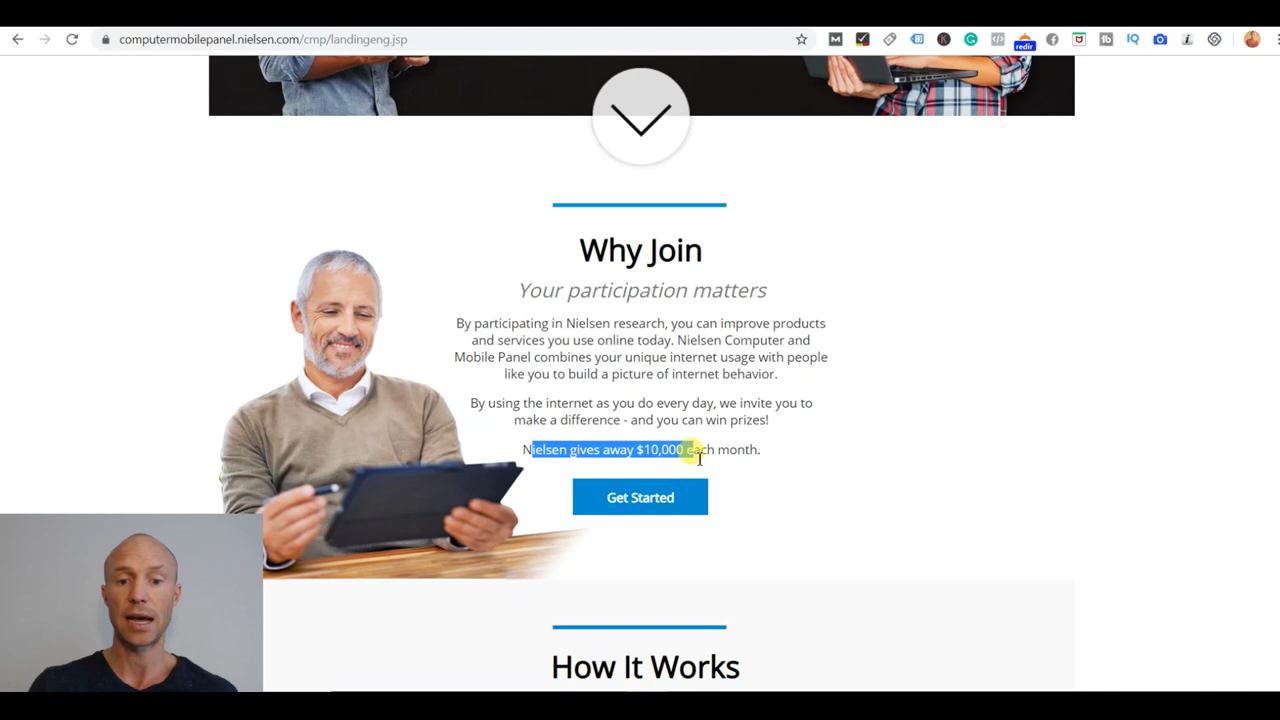 computermobilepanel.nielsen.com/cmp/landingeng.jsp
redir
Why Join
Your participation matters
By participating in Nielsen research, you can improve products
and services you use online today. Nielsen Computer and
Mobile Panel combines your unique internet usage with people
like you to build a picture of internet behavior.
By using the internet as you do every day, we invite you to
make a difference - and you can win prizes!
Nielsen gives away $10,000 each month.
Get Started
How It Works